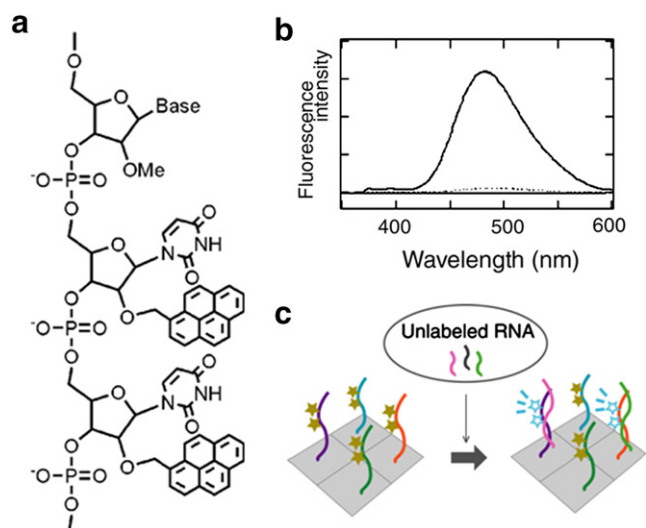 a
O
O
Base
O
OMe
-O-P=O
O
O
O
N
NH
O
O
O
-O-P=O
O
O
O
N
NH
O
O
O
-O-P=O
O
b
Fluorescence
intensity
400
500
600
Wavelength (nm)
c
Unlabeled RNA